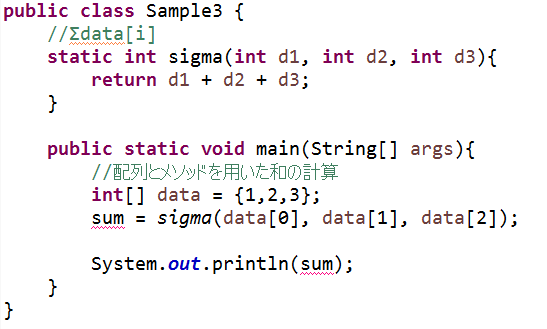 public class Sample3 {
    //Σdata[i]
    static int sigma(int d1, int d2, int d3){
        return d1 + d2 + d3;
    }

    public static void main(String[] args){
        //配列とメソッドを用いた和の計算
        int[] data = {1,2,3};
        sum = sigma(data[0], data[1], data[2]);

        System.out.println(sum);
    }
}